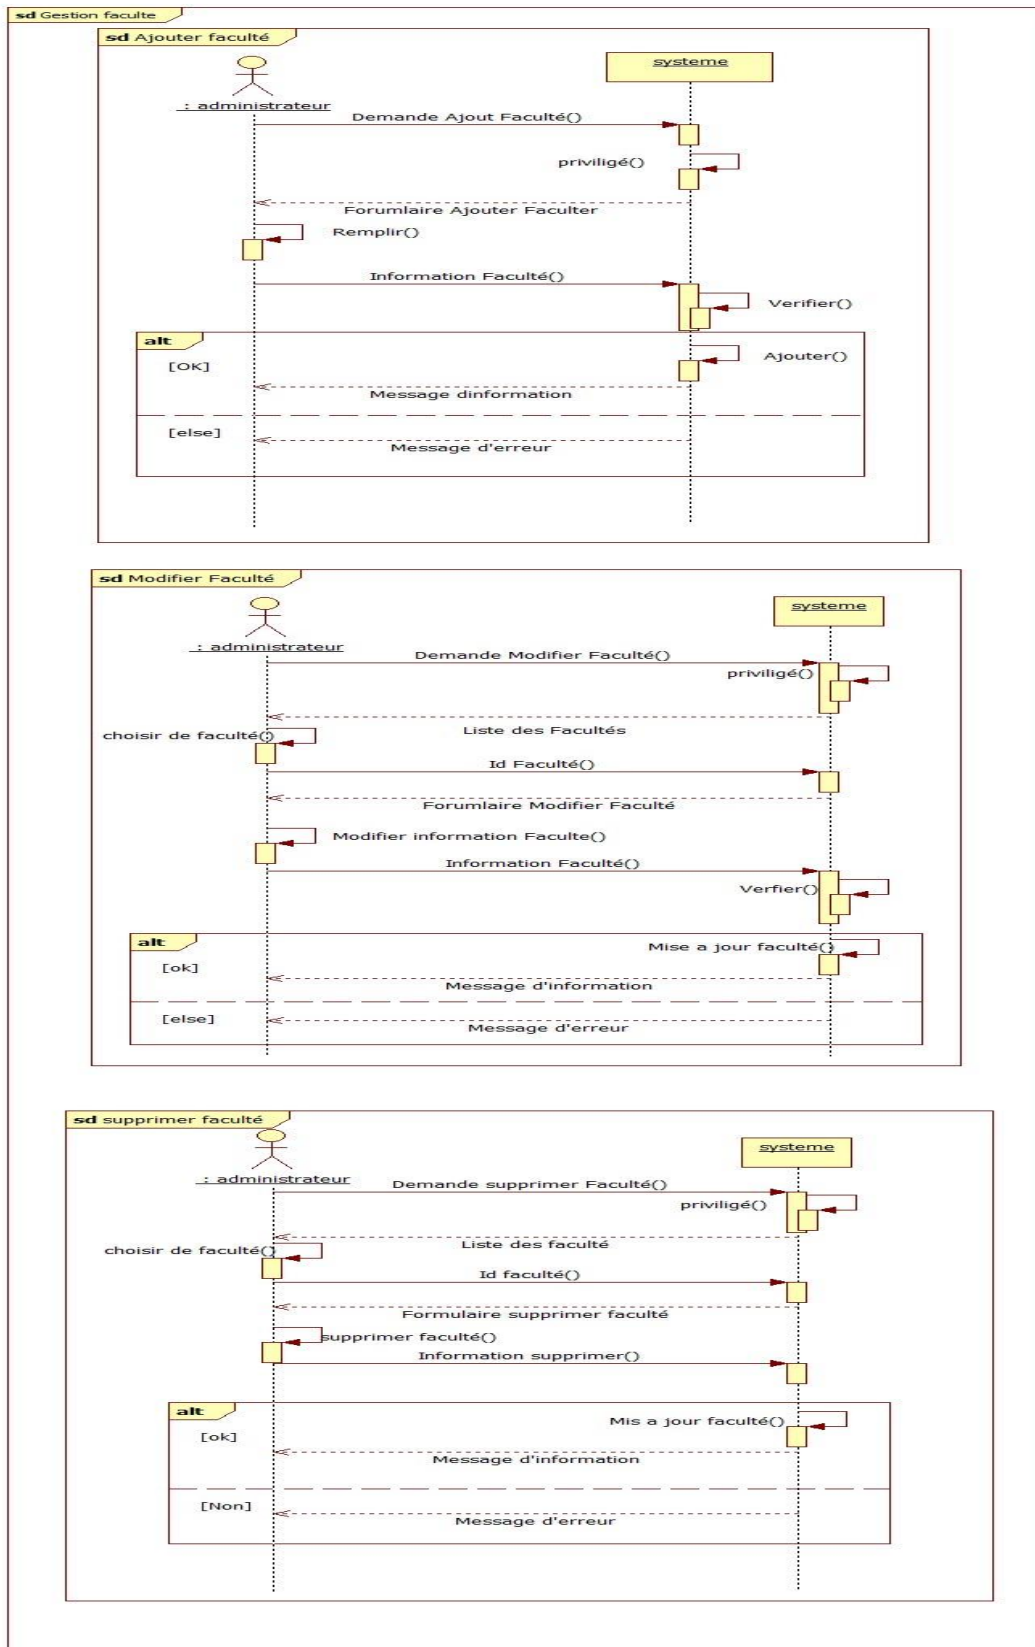 sd Gestion faculte
sd Ajouter faculté
systeme
: administrateur
Demande Ajout Faculté()
priviligé()
Forumlaire Ajouter Faculter
Remplir()
Information Faculté()
Verifier()
alt
Ajouter()
[OK]
Message dinformation
[else]
Message d'erreur
sd Modifier Faculté
systeme
: administrateur
Demande Modifier Faculté()
priviligé()
Liste des Facultés
choisir de faculté()
Id Faculté()
Forumlaire Modifier Faculté
Modifier information Faculte()
Information Faculté()
Verfier()
alt
Mise a jour faculté()
[ok]
Message d'information
[else]
Message d'erreur
sd supprimer faculté
systeme
: administrateur
Demande supprimer Faculté()
priviligé()
Liste des faculté
choisir de faculté()
Id faculté()
Formulaire supprimer faculté
supprimer faculté()
Information supprimer()
alt
Mis a jour faculté()
[ok]
Message d'information
[Non]
Message d'erreur